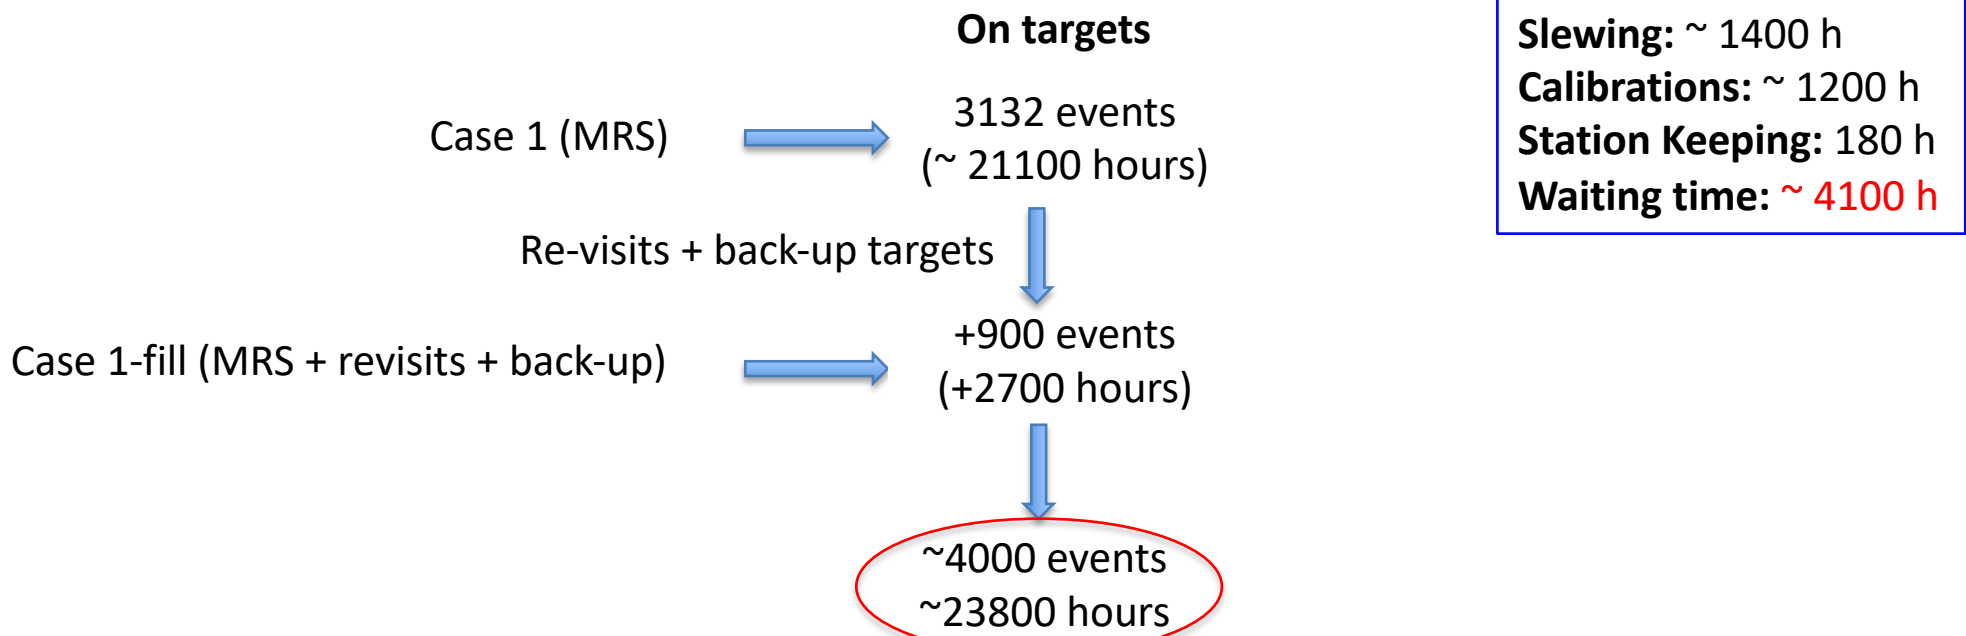 On targets
Case 1 (MRS)
3132 events
(~ 21100 hours)
Re-visits + back-up targets
Case 1-fill (MRS + revisits + back-up)
+900 events
(+2700 hours)
~4000 events
~23800 hours
Slewing: ~ 1400 h
Calibrations: ~ 1200 h
Station Keeping: 180 h
Waiting time: ~ 4100 h